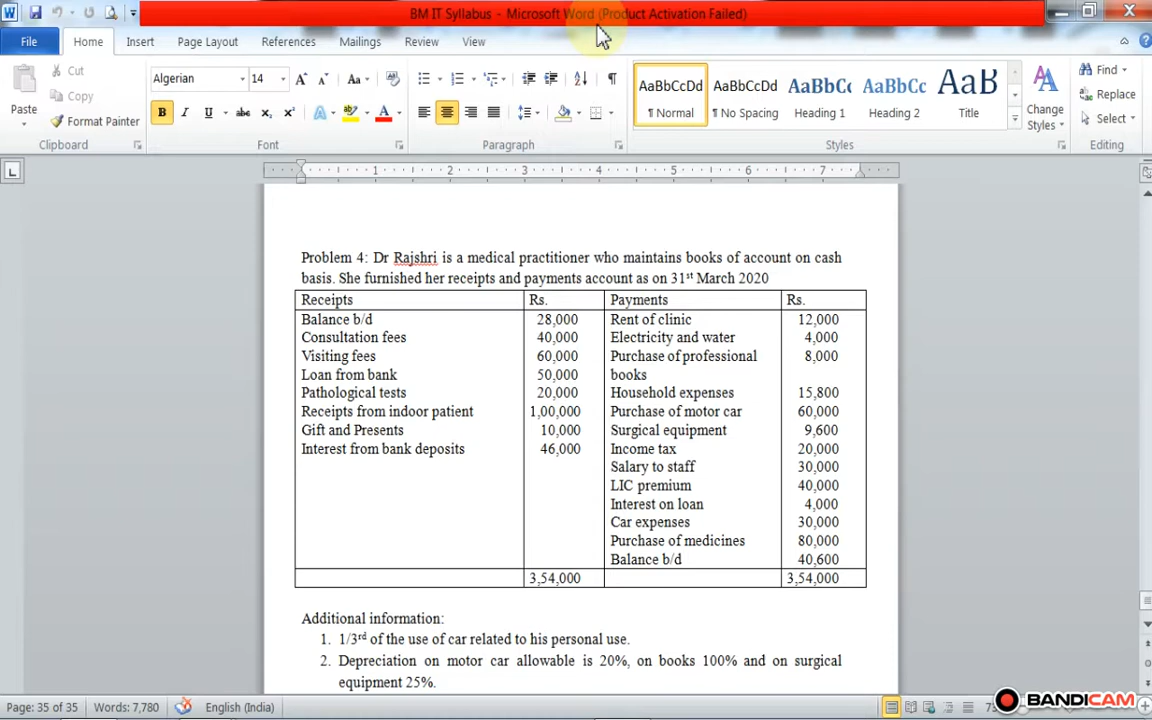 BM IT Syllabus - Microsoft Word (Product Activation Failed)
File Home Insert Page Layout References Mailings Review View
Paste
Cut
Copy
Format Painter
Clipboard
Algerian 14
Font
Paragraph
AaBbCcDd AaBbCcDd AaBbCc AaBbCc AaB
¶ Normal ¶ No Spacing Heading 1 Heading 2 Title
Change Styles
Styles
Find
Replace
Select
Editing
1 2 3 4 5 6 7
Problem 4: Dr Rajshri is a medical practitioner who maintains books of account on cash
basis. She furnished her receipts and payments account as on 31st March 2020
Receipts Rs. Payments Rs.
Balance b/d 28,000 Rent of clinic 12,000
Consultation fees 40,000 Electricity and water 4,000
Visiting fees 60,000 Purchase of professional 8,000
Loan from bank 50,000 books
Pathological tests 20,000 Household expenses 15,800
Receipts from indoor patient 1,00,000 Purchase of motor car 60,000
Gift and Presents 10,000 Surgical equipment 9,600
Interest from bank deposits 46,000 Income tax 20,000
Salary to staff 30,000
LIC premium 40,000
Interest on loan 4,000
Car expenses 30,000
Purchase of medicines 80,000
Balance b/d 40,600
3,54,000 3,54,000
Additional information:
1. 1/3rd of the use of car related to his personal use.
2. Depreciation on motor car allowable is 20%, on books 100% and on surgical
equipment 25%.
Page: 35 of 35 Words: 7,780 English (India)
BANDICAM